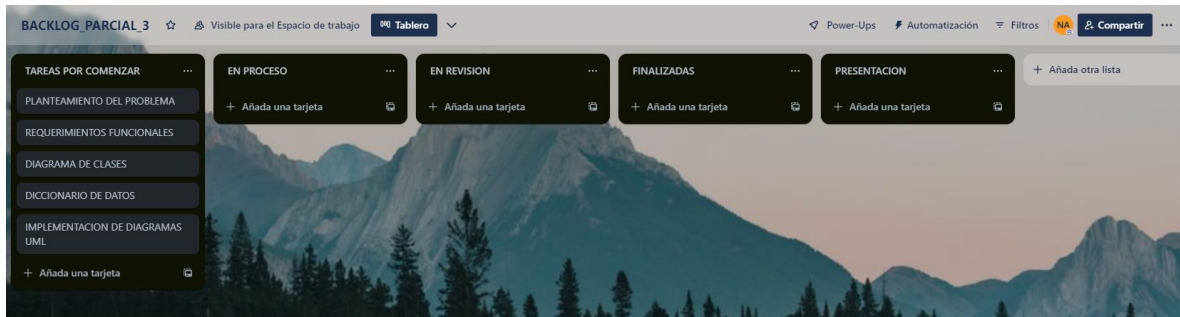 BACKLOG_PARCIAL_3
Visible para el Espacio de trabajo
Tablero
Power-Ups
Automatización
Filtros
NA
Compartir
TAREAS POR COMENZAR
PLANTEAMIENTO DEL PROBLEMA
REQUERIMIENTOS FUNCIONALES
DIAGRAMA DE CLASES
DICCIONARIO DE DATOS
IMPLEMENTACION DE DIAGRAMAS
UML
+ Añada una tarjeta
EN PROCESO
+ Añada una tarjeta
EN REVISION
+ Añada una tarjeta
FINALIZADAS
+ Añada una tarjeta
PRESENTACION
+ Añada una tarjeta
+ Añada otra lista